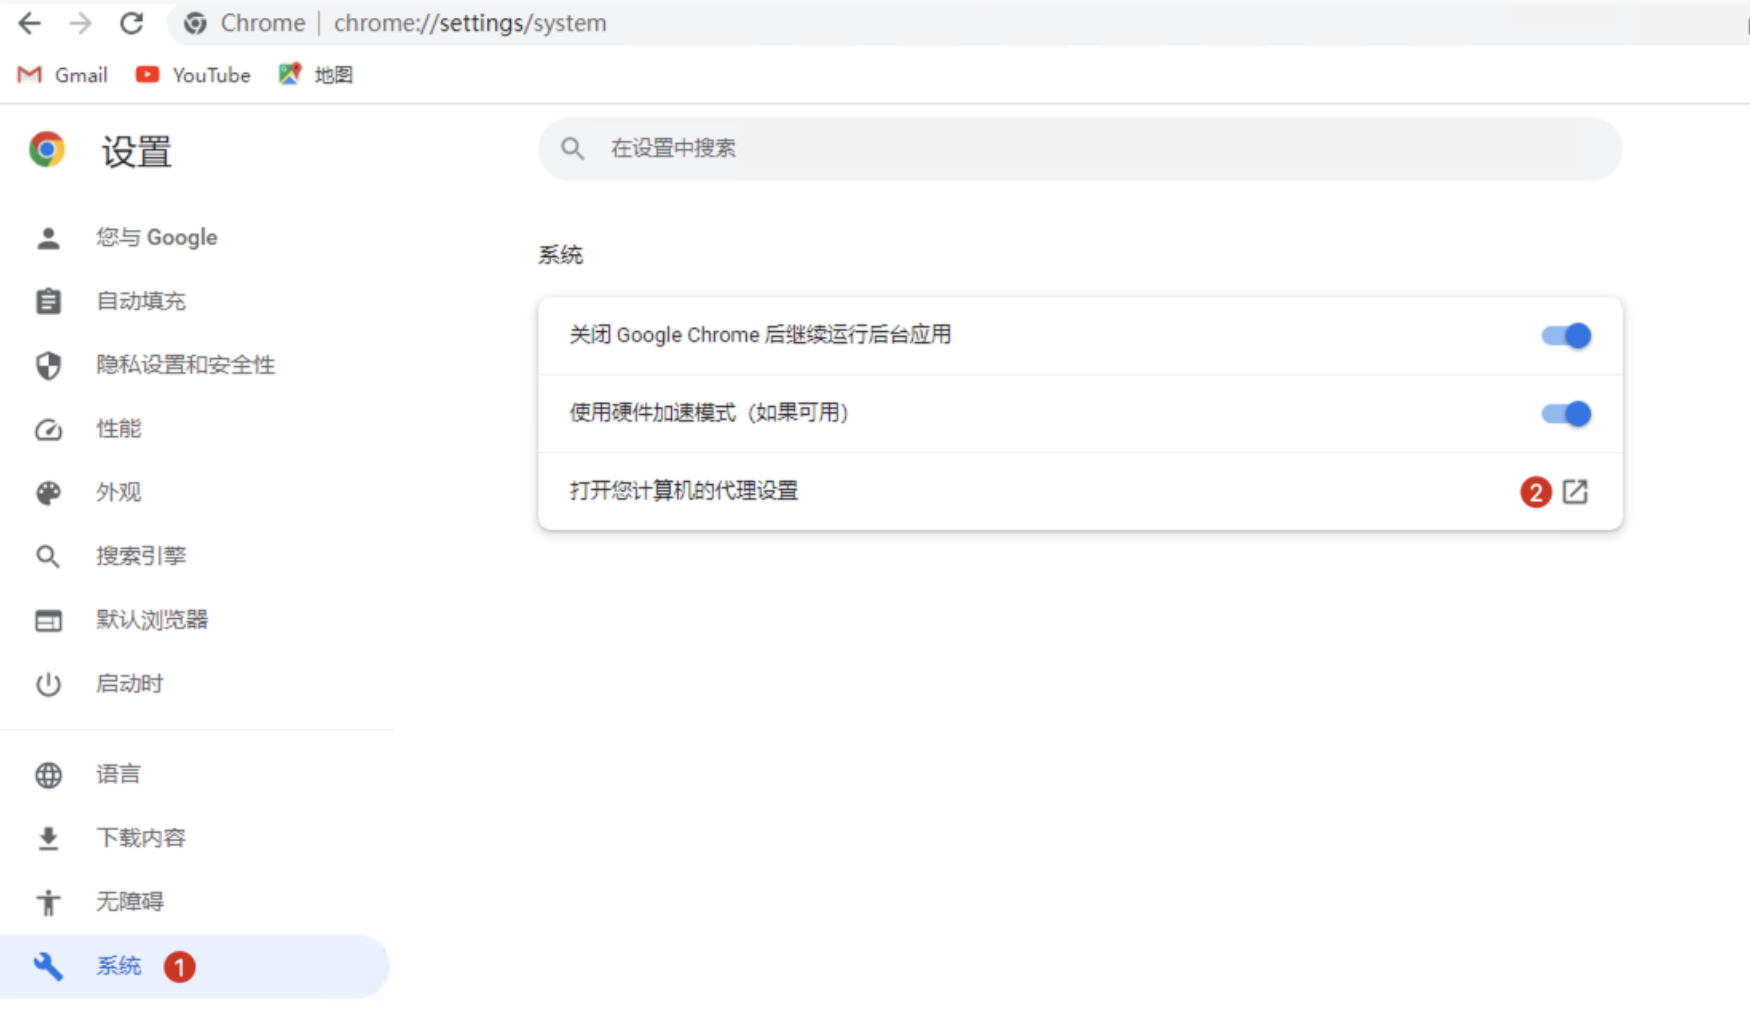 Chrome | chrome://settings/system
Gmail YouTube 地图
设置
在设置中搜索
您与 Google
自动填充
隐私设置和安全性
性能
外观
搜索引擎
默认浏览器
启动时
语言
下载内容
无障碍
系统 1
系统
关闭 Google Chrome 后继续运行后台应用
使用硬件加速模式（如果可用）
打开您计算机的代理设置 2